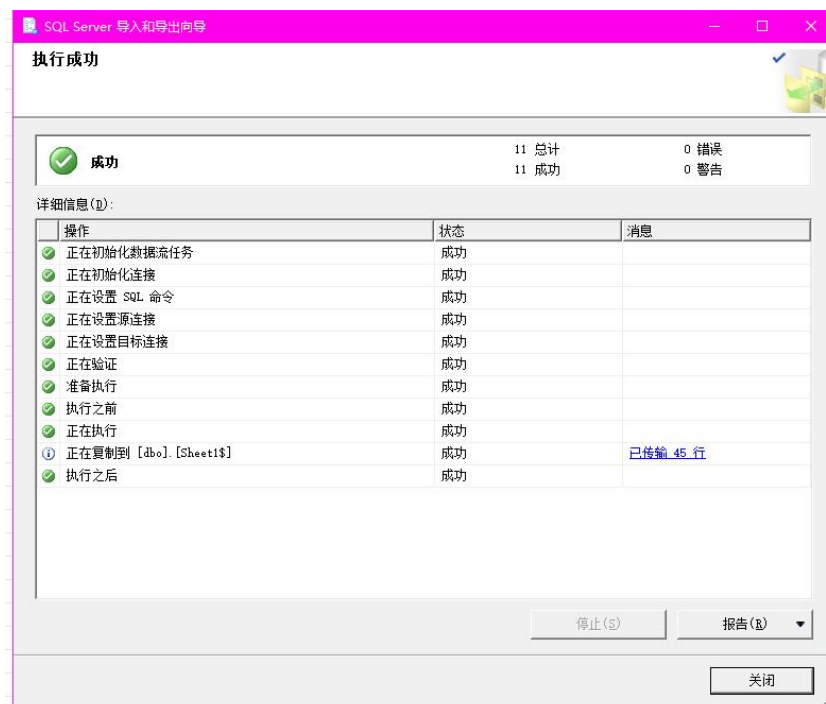 SQL Server 导入和导出向导
执行成功
成功
11 总计 0 错误
11 成功 0 警告
详细信息(D):
操作 状态 消息
正在初始化数据流任务 成功
正在初始化连接 成功
正在设置 SQL 命令 成功
正在设置源连接 成功
正在设置目标连接 成功
正在验证 成功
准备执行 成功
执行之前 成功
正在执行 成功
正在复制到 [dbo].[Sheet1$] 成功 已传输 45 行
执行之后 成功
停止(S) 报告(R)
关闭